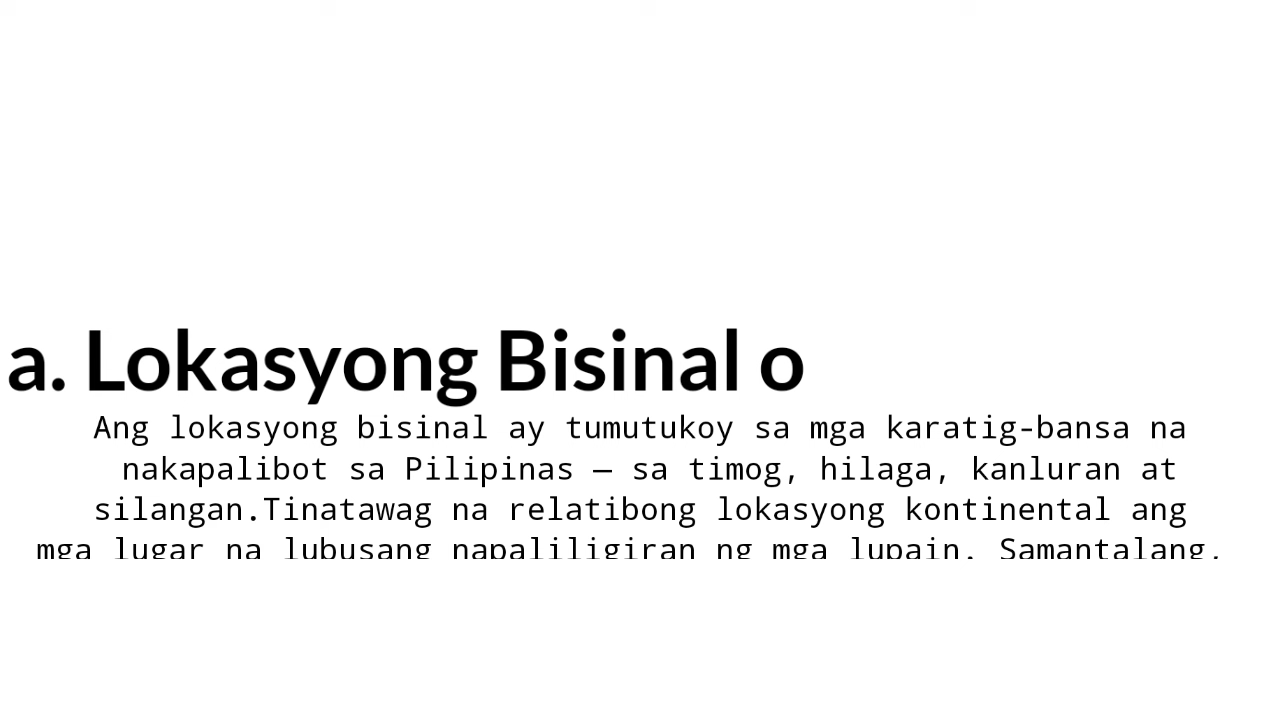 a. Lokasyong Bisinal o
Ang lokasyong bisinal ay tumutukoy sa mga karatig-bansa na
nakapalibot sa Pilipinas — sa timog, hilaga, kanluran at
silangan.Tinatawag na relatibong lokasyong kontinental ang
mga lugar na lubusang napaliligiran ng mga lupain. Samantalang,